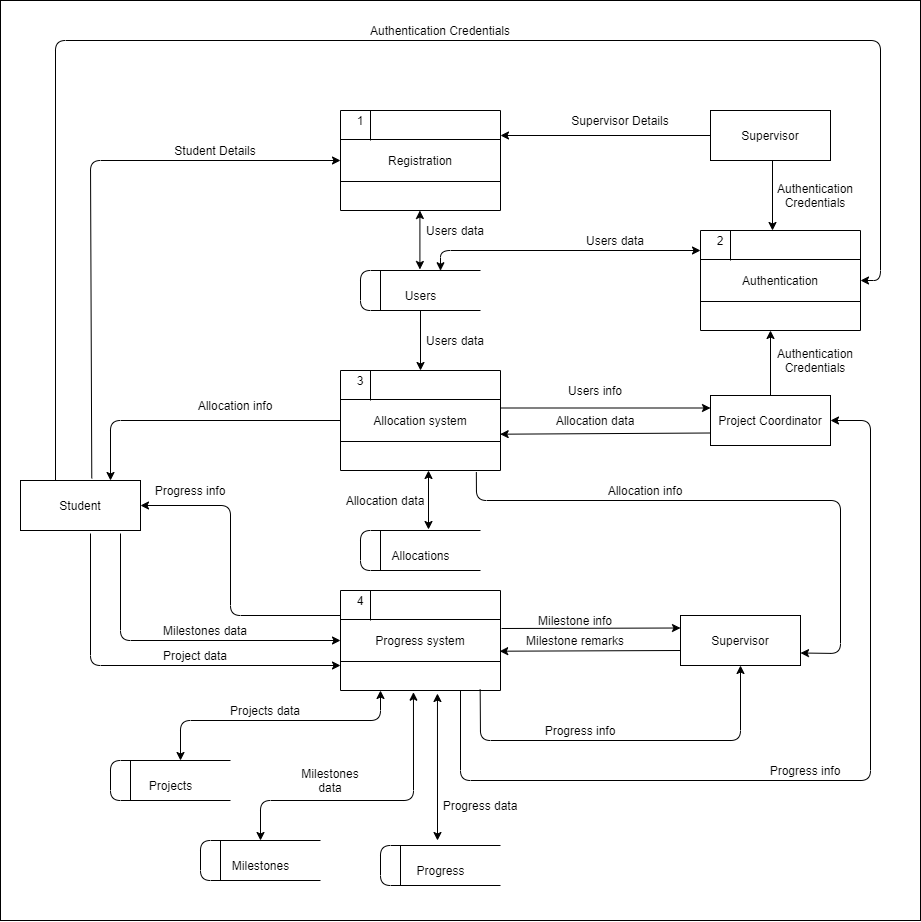 Authentication Credentials
1
Supervisor Details
Supervisor
Student Details
Registration
Authentication
Credentials
Users data
Users data
2
Authentication
Users
Users data
Authentication
Credentials
3
Users info
Allocation info
Allocation system
Allocation data
Project Coordinator
Progress info
Allocation info
Student
Allocation data
Allocations
4
Milestone info
Milestones data
Progress system
Milestone remarks
Supervisor
Project data
Projects data
Progress info
Milestones
data
Progress info
Projects
Progress data
Milestones
Progress